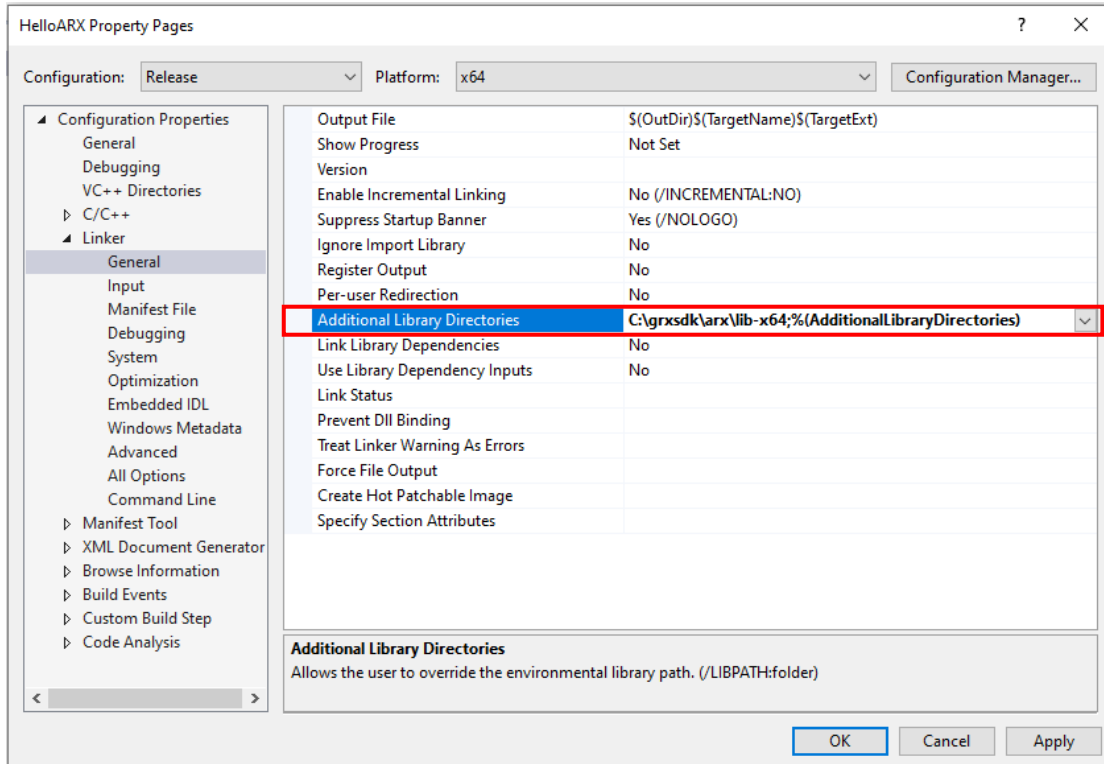 HelloARX Property Pages
Configuration: Release Platform: x64 Configuration Manager...
Configuration Properties
General
Debugging
VC++ Directories
C/C++
Linker
General
Input
Manifest File
Debugging
System
Optimization
Embedded IDL
Windows Metadata
Advanced
All Options
Command Line
Manifest Tool
XML Document Generator
Browse Information
Build Events
Custom Build Step
Code Analysis
Output File $(OutDir)$(TargetName)$(TargetExt)
Show Progress Not Set
Version
Enable Incremental Linking No (/INCREMENTAL:NO)
Suppress Startup Banner Yes (/NOLOGO)
Ignore Import Library No
Register Output No
Per-user Redirection No
Additional Library Directories C:\grxsdk\arx\lib-x64;%(AdditionalLibraryDirectories)
Link Library Dependencies No
Use Library Dependency Inputs No
Link Status
Prevent Dll Binding
Treat Linker Warning As Errors
Force File Output
Create Hot Patchable Image
Specify Section Attributes
Additional Library Directories
Allows the user to override the environmental library path. (/LIBPATH:folder)
OK Cancel Apply